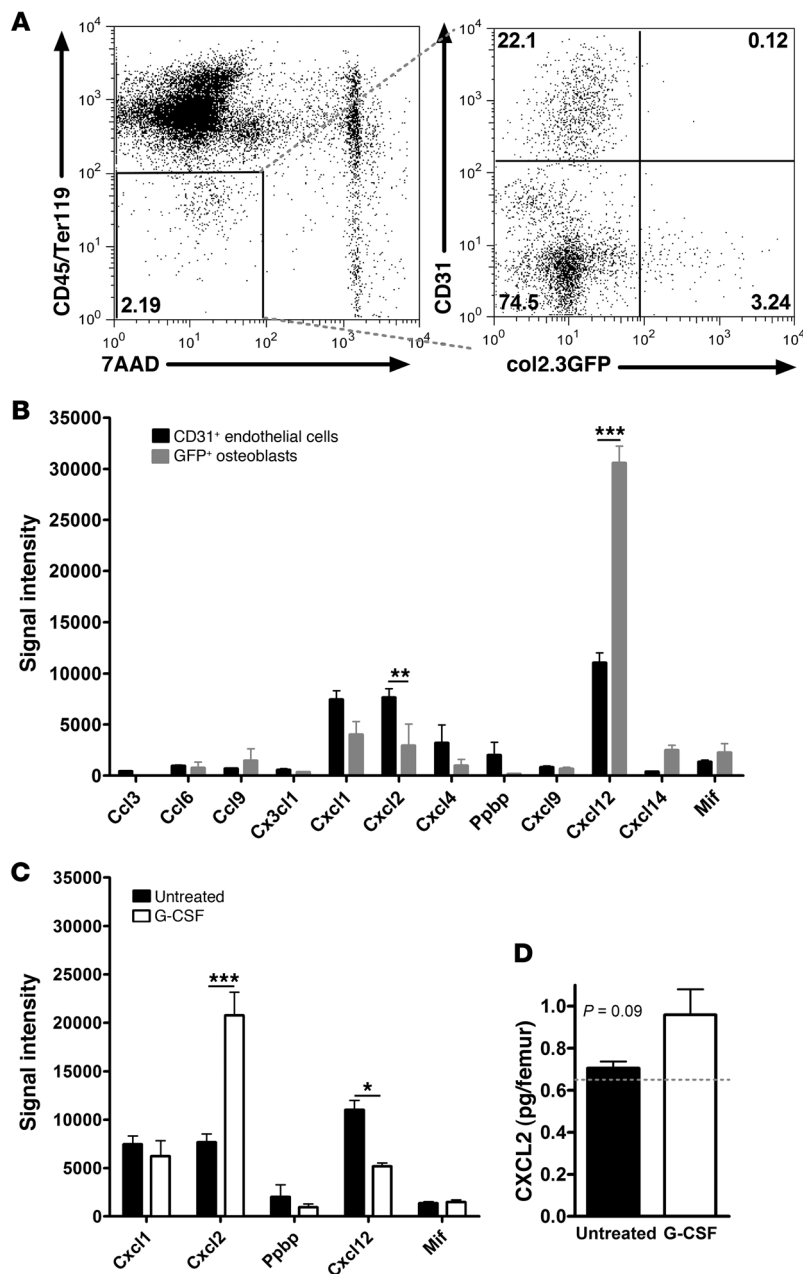 A
10⁴
10³
10²
10¹
10⁰
CD45/Ter119
2.19
10⁰ 10¹ 10² 10³ 10⁴
7AAD
10⁴
10³
10²
10¹
10⁰
CD31
22.1 0.12
74.5 3.24
10⁰ 10¹ 10² 10³ 10⁴
col2.3GFP
B
35000
30000
25000
20000
15000
10000
5000
0
Signal intensity
CD31⁺ endothelial cells
GFP⁺ osteoblasts
**
***
Ccl3 Ccl6 Ccl9 Cx3cl1 Cxcl1 Cxcl2 Cxcl4 Ppbp Cxcl9 Cxcl12 Cxcl14 Mif
C
35000
30000
25000
20000
15000
10000
5000
0
Signal intensity
Untreated
G-CSF
***
*
Cxcl1 Cxcl2 Ppbp Cxcl12 Mif
D
1.0
0.8
0.6
0.4
0.2
0.0
CXCL2 (pg/femur)
P = 0.09
Untreated G-CSF